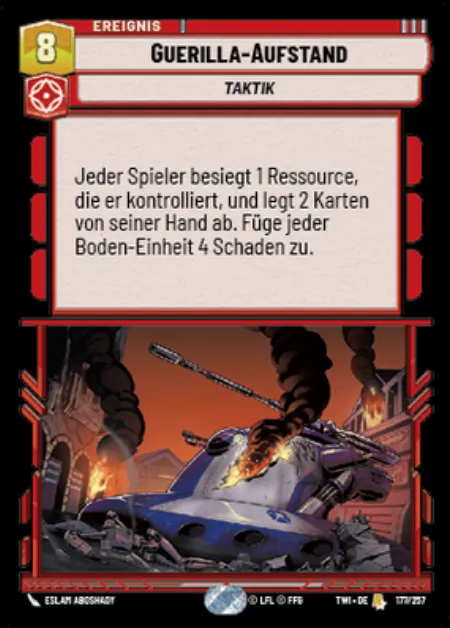 EREIGNIS
8
GUERILLA-AUFSTAND
TAKTIK
Jeder Spieler besiegt 1 Ressource,
die er kontrolliert, und legt 2 Karten
von seiner Hand ab. Füge jeder
Boden-Einheit 4 Schaden zu.
ESLAM ABOSHADY © LFL © FFG TWI • DE 177/257